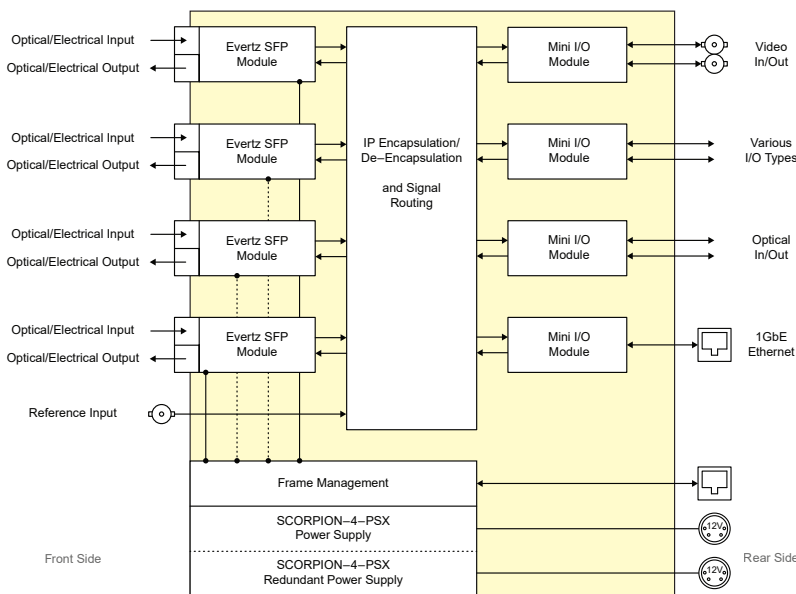 Optical/Electrical Input
Optical/Electrical Output
Evertz SFP
Module
Mini I/O
Module
Video
In/Out
Optical/Electrical Input
Optical/Electrical Output
Evertz SFP
Module
IP Encapsulation/
De–Encapsulation
and Signal
Routing
Mini I/O
Module
Various
I/O Types
Optical/Electrical Input
Optical/Electrical Output
Evertz SFP
Module
Mini I/O
Module
Optical
In/Out
Optical/Electrical Input
Optical/Electrical Output
Evertz SFP
Module
Mini I/O
Module
1GbE
Ethernet
Reference Input
Frame Management
SCORPION–4–PSX
Power Supply
12V
Front Side
SCORPION–4–PSX
Redundant Power Supply
12V
Rear Side